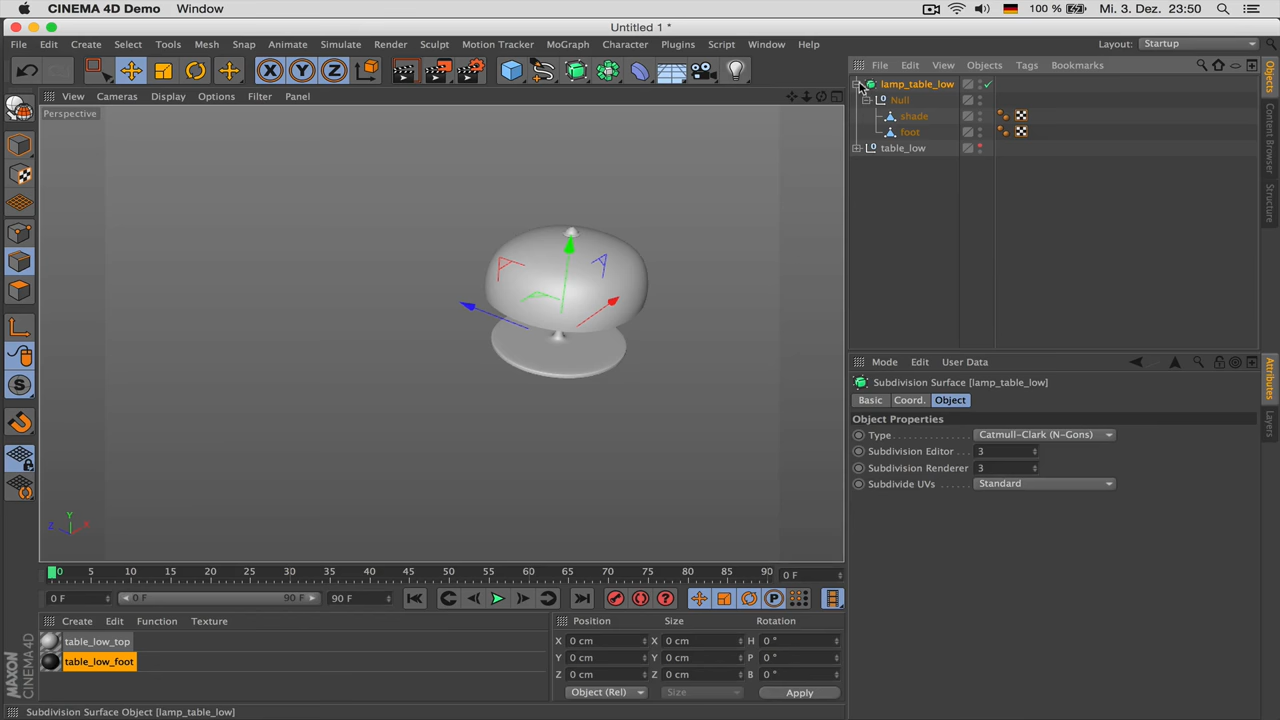 CINEMA 4D Demo Window 100 % Mi. 3. Dez. 23:50
Untitled 1 *
File Edit Create Select Tools Mesh Snap Animate Simulate Render Sculpt Motion Tracker MoGraph Character Plugins Script Window Help Layout: Startup
X Y Z
File Edit View Objects Tags Bookmarks
View Cameras Display Options Filter Panel
Perspective
lamp_table_low
Null
shade
foot
table_low
Objects
Content Browser
Structure
Mode Edit User Data
Subdivision Surface [lamp_table_low]
Basic Coord. Object
Object Properties
Type Catmull-Clark (N-Gons)
Subdivision Editor 3
Subdivision Renderer 3
Subdivide UVs Standard
Attributes
Layers
S
Y
Z X
0 5 10 15 20 25 30 35 40 45 50 55 60 65 70 75 80 85 90 0 F
0 F 0 F 90 F 90 F P
Create Edit Function Texture
table_low_top
table_low_foot
Position Size Rotation
X 0 cm X 0 cm H 0 °
Y 0 cm Y 0 cm P 0 °
Z 0 cm Z 0 cm B 0 °
Object (Rel) Size Apply
MAXON
CINEMA 4D
Subdivision Surface Object [lamp_table_low]